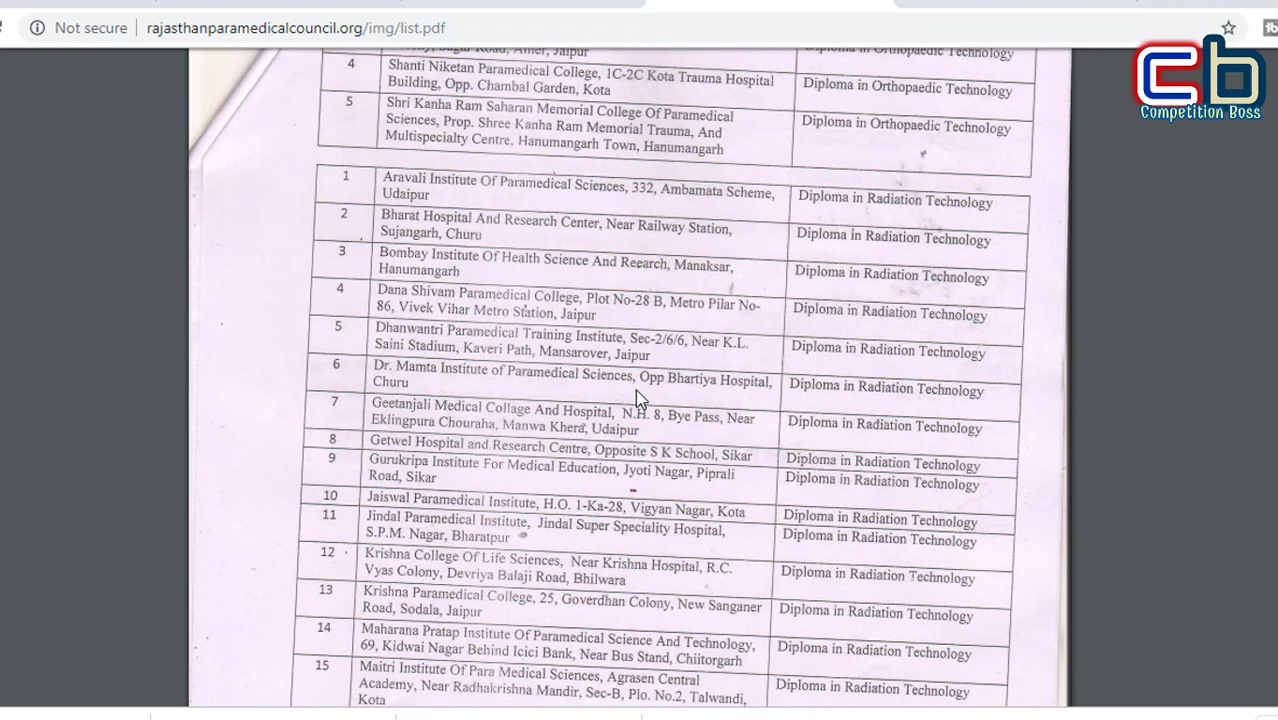 Not secure
rajasthanparamedicalcouncil.org/img/list.pdf
Sugar Road, Amer, Jaipur
Diploma in Orthopaedic Technology
4
Shanti Niketan Paramedical College, 1C-2C Kota Trauma Hospital
Building, Opp. Chambal Garden, Kota
Diploma in Orthopaedic Technology
5
Shri Kanha Ram Saharan Memorial College Of Paramedical
Sciences, Prop. Shree Kanha Ram Memorial Trauma, And
Multispecialty Centre, Hanumangarh Town, Hanumangarh
Diploma in Orthopaedic Technology
cb
Competition Boss
1
Aravali Institute Of Paramedical Sciences, 332, Ambamata Scheme,
Udaipur
Diploma in Radiation Technology
2
Bharat Hospital And Research Center, Near Railway Station,
Sujangarh, Churu
Diploma in Radiation Technology
3
Bombay Institute Of Health Science And Reearch, Manaksar,
Hanumangarh
Diploma in Radiation Technology
4
Dana Shivam Paramedical College, Plot No-28 B, Metro Pilar No-
86, Vivek Vihar Metro Station, Jaipur
Diploma in Radiation Technology
5
Dhanwantri Paramedical Training Institute, Sec-2/6/6, Near K.L.
Saini Stadium, Kaveri Path, Mansarover, Jaipur
Diploma in Radiation Technology
6
Dr. Mamta Institute of Paramedical Sciences, Opp Bhartiya Hospital,
Churu
Diploma in Radiation Technology
7
Geetanjali Medical Collage And Hospital, N.H. 8, Bye Pass, Near
Eklingpura Chouraha, Manwa Khera, Udaipur
Diploma in Radiation Technology
8
Getwel Hospital and Research Centre, Opposite S K School, Sikar
Diploma in Radiation Technology
9
Gurukripa Institute For Medical Education, Jyoti Nagar, Piprali
Road, Sikar
Diploma in Radiation Technology
10
Jaiswal Paramedical Institute, H.O. 1-Ka-28, Vigyan Nagar, Kota
Diploma in Radiation Technology
11
Jindal Paramedical Institute, Jindal Super Speciality Hospital,
S.P.M. Nagar, Bharatpur
Diploma in Radiation Technology
12
Krishna College Of Life Sciences, Near Krishna Hospital, R.C.
Vyas Colony, Devriya Balaji Road, Bhilwara
Diploma in Radiation Technology
13
Krishna Paramedical College, 25, Goverdhan Colony, New Sanganer
Road, Sodala, Jaipur
Diploma in Radiation Technology
14
Maharana Pratap Institute Of Paramedical Science And Technology,
69, Kidwai Nagar Behind Icici Bank, Near Bus Stand, Chiitorgarh
Diploma in Radiation Technology
15
Maitri Institute Of Para Medical Sciences, Agrasen Central
Academy, Near Radhakrishna Mandir, Sec-B, Plo. No.2, Talwandi,
Kota
Diploma in Radiation Technology